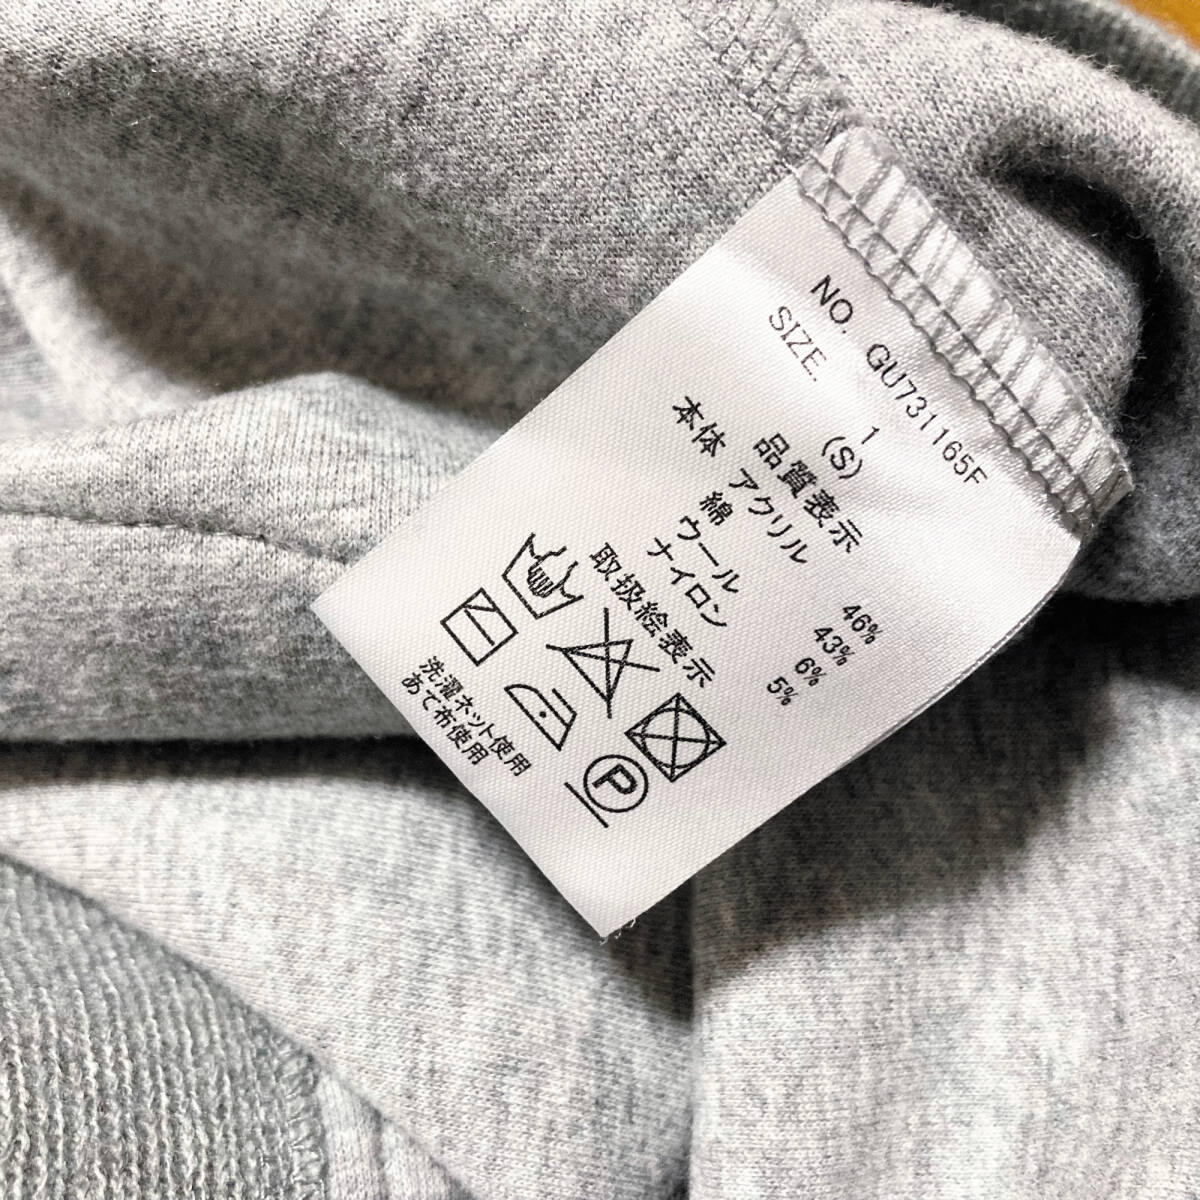 NO. GU731165F
SIZE. 1
(S)
品質表示
本体 アクリル 46%
綿 43%
ウール 6%
ナイロン 5%
取扱絵表示
P
洗濯ネット使用
あて布使用